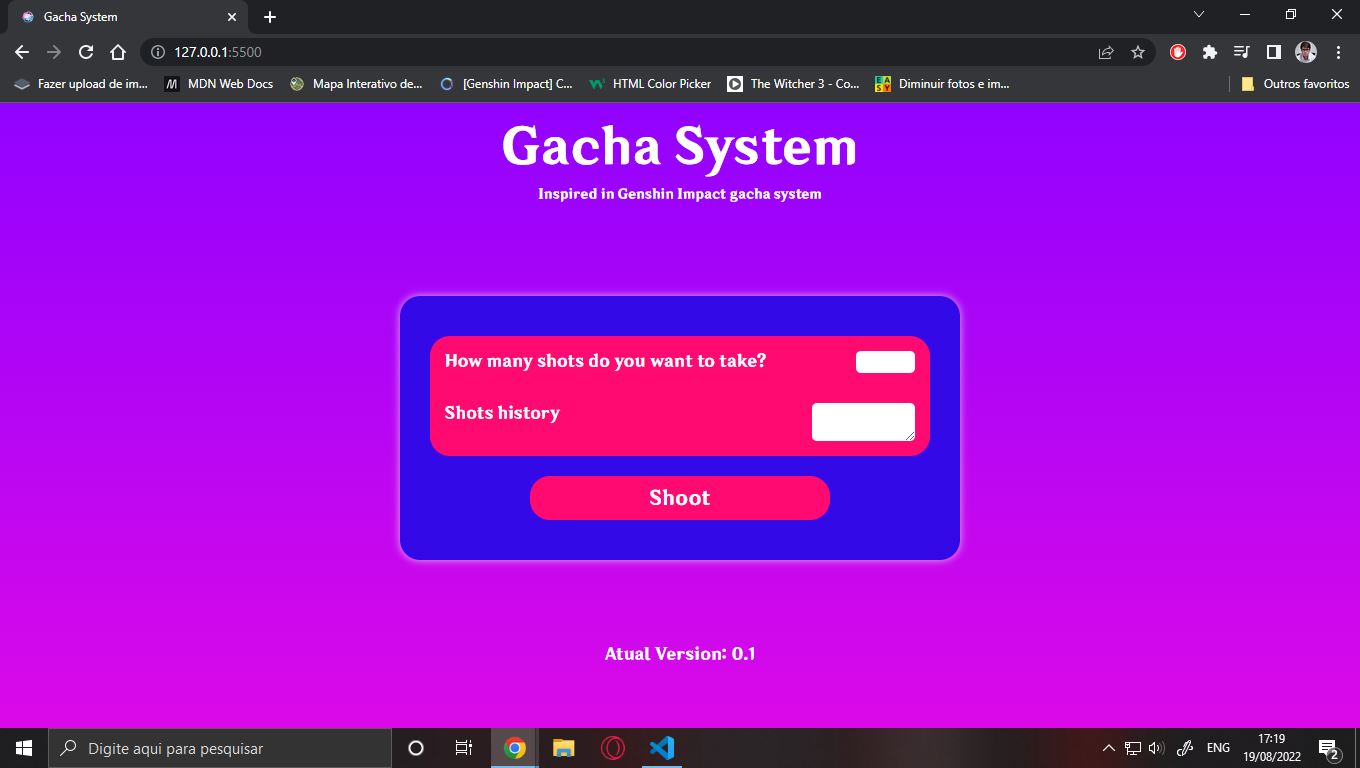 Gacha System
127.0.0.1:5500
Fazer upload de im... MDN Web Docs Mapa Interativo de... [Genshin Impact] C... HTML Color Picker The Witcher 3 - Co... EA SY Diminuir fotos e im... Outros favoritos
Gacha System
Inspired in Genshin Impact gacha system
How many shots do you want to take?
Shots history
Shoot
Atual Version: 0.1
Digite aqui para pesquisar
ENG
17:19
19/08/2022
2